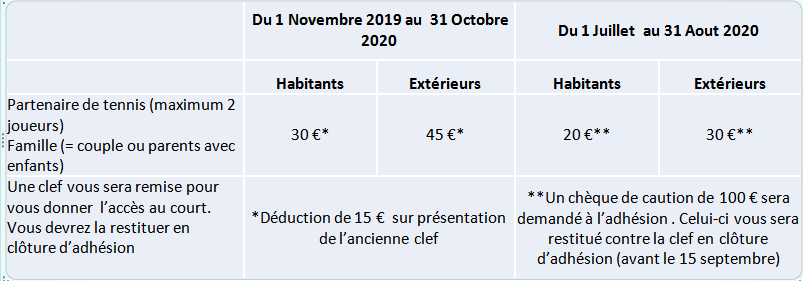 Du 1 Novembre 2019 au 31 Octobre
2020
Du 1 Juillet au 31 Aout 2020
Habitants
Extérieurs
Habitants
Extérieurs
Partenaire de tennis (maximum 2
joueurs)
Famille (= couple ou parents avec
enfants)
30 €*
45 €*
20 €**
30 €**
Une clef vous sera remise pour
vous donner l’accès au court.
Vous devrez la restituer en
clôture d’adhésion
*Déduction de 15 € sur présentation
de l’ancienne clef
**Un chèque de caution de 100 € sera
demandé à l’adhésion . Celui-ci vous sera
restitué contre la clef en clôture
d’adhésion (avant le 15 septembre)